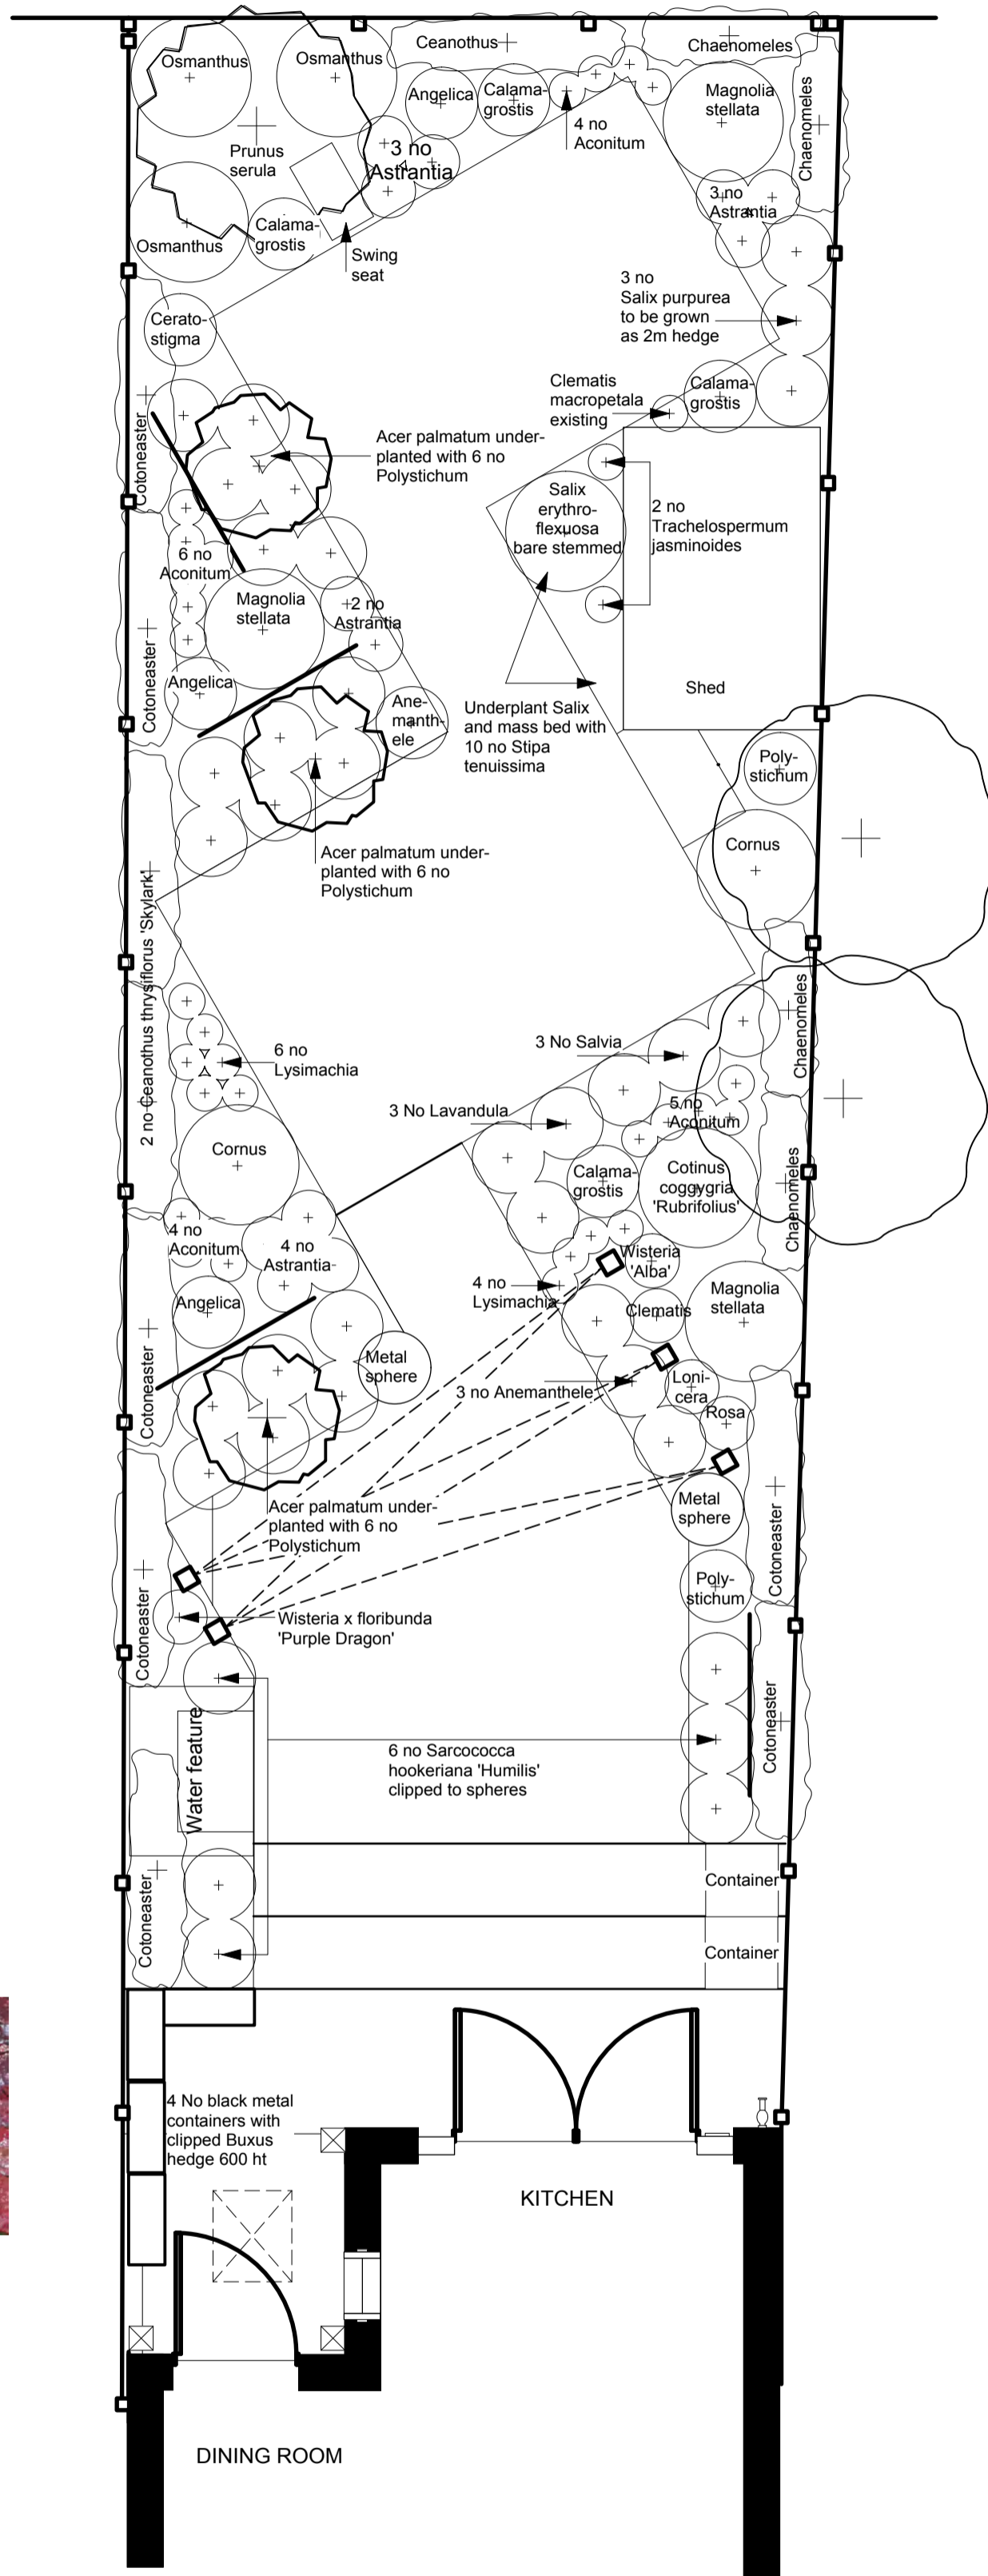 Ceanothus
Chaenomeles
Osmanthus
Osmanthus
Angelica
Calama-
grostis
Magnolia
stellata
Chaenomeles
4 no
Aconitum
Prunus
serula
3 no
Astrantia
3 no
Astrantia
Osmanthus
Calama-
grostis
Swing
seat
3 no
Salix purpurea
to be grown
as 2m hedge
Cerato-
stigma
Clematis
macropetala
existing
Calama-
grostis
Cotoneaster
Acer palmatum under-
planted with 6 no
Polystichum
Salix
erythro-
flexuosa
bare stemmed
2 no
Trachelospermum
jasminoides
6 no
Aconitum
Magnolia
stellata
2 no
Astrantia
Cotoneaster
Angelica
Ane-
manth-
ele
Shed
Underplant Salix
and mass bed with
10 no Stipa
tenuissima
Poly-
stichum
Cornus
Acer palmatum under-
planted with 6 no
Polystichum
2 no Ceanothus thrysiflorus 'Skylark'
Chaenomeles
6 no
Lysimachia
3 No Salvia
3 No Lavandula
5 no
Aconitum
Cornus
Calama-
grostis
Cotinus
coggygria
'Rubrifolius'
Chaenomeles
4 no
Aconitum
4 no
Astrantia
Wisteria
'Alba'
Angelica
4 no
Lysimachia
Clematis
Magnolia
stellata
Cotoneaster
Metal
sphere
3 no Anemanthele
Loni-
cera
Rosa
Acer palmatum under-
planted with 6 no
Polystichum
Metal
sphere
Cotoneaster
Poly-
stichum
Cotoneaster
Wisteria x floribunda
'Purple Dragon'
Water feature
6 no Sarcococca
hookeriana 'Humilis'
clipped to spheres
Cotoneaster
Cotoneaster
Container
Container
4 No black metal
containers with
clipped Buxus
hedge 600 ht
KITCHEN
DINING ROOM